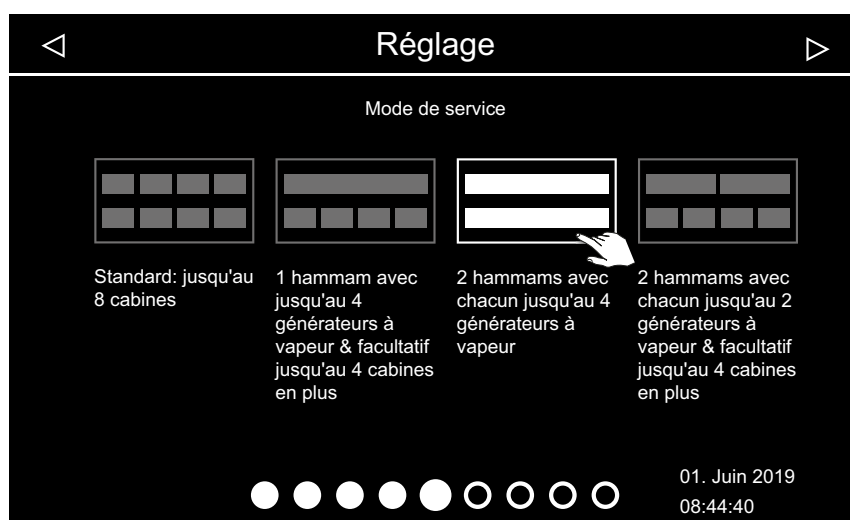 Réglage
Mode de service
Standard: jusqu'au
8 cabines
1 hammam avec
jusqu'au 4
générateurs à
vapeur & facultatif
jusqu'au 4 cabines
en plus
2 hammams avec
chacun jusqu'au 4
générateurs à
vapeur
2 hammams avec
chacun jusqu'au 2
générateurs à
vapeur & facultatif
jusqu'au 4 cabines
en plus
01. Juin 2019
08:44:40